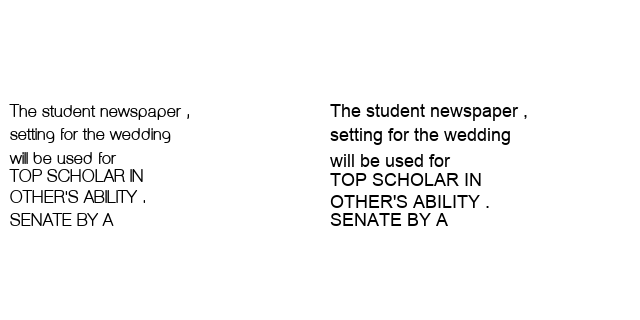 The student newspaper ,
setting for the wedding
will be used for
TOP SCHOLAR IN
OTHER'S ABILITY .
SENATE BY A
The student newspaper ,
setting for the wedding
will be used for
TOP SCHOLAR IN
OTHER'S ABILITY .
SENATE BY A